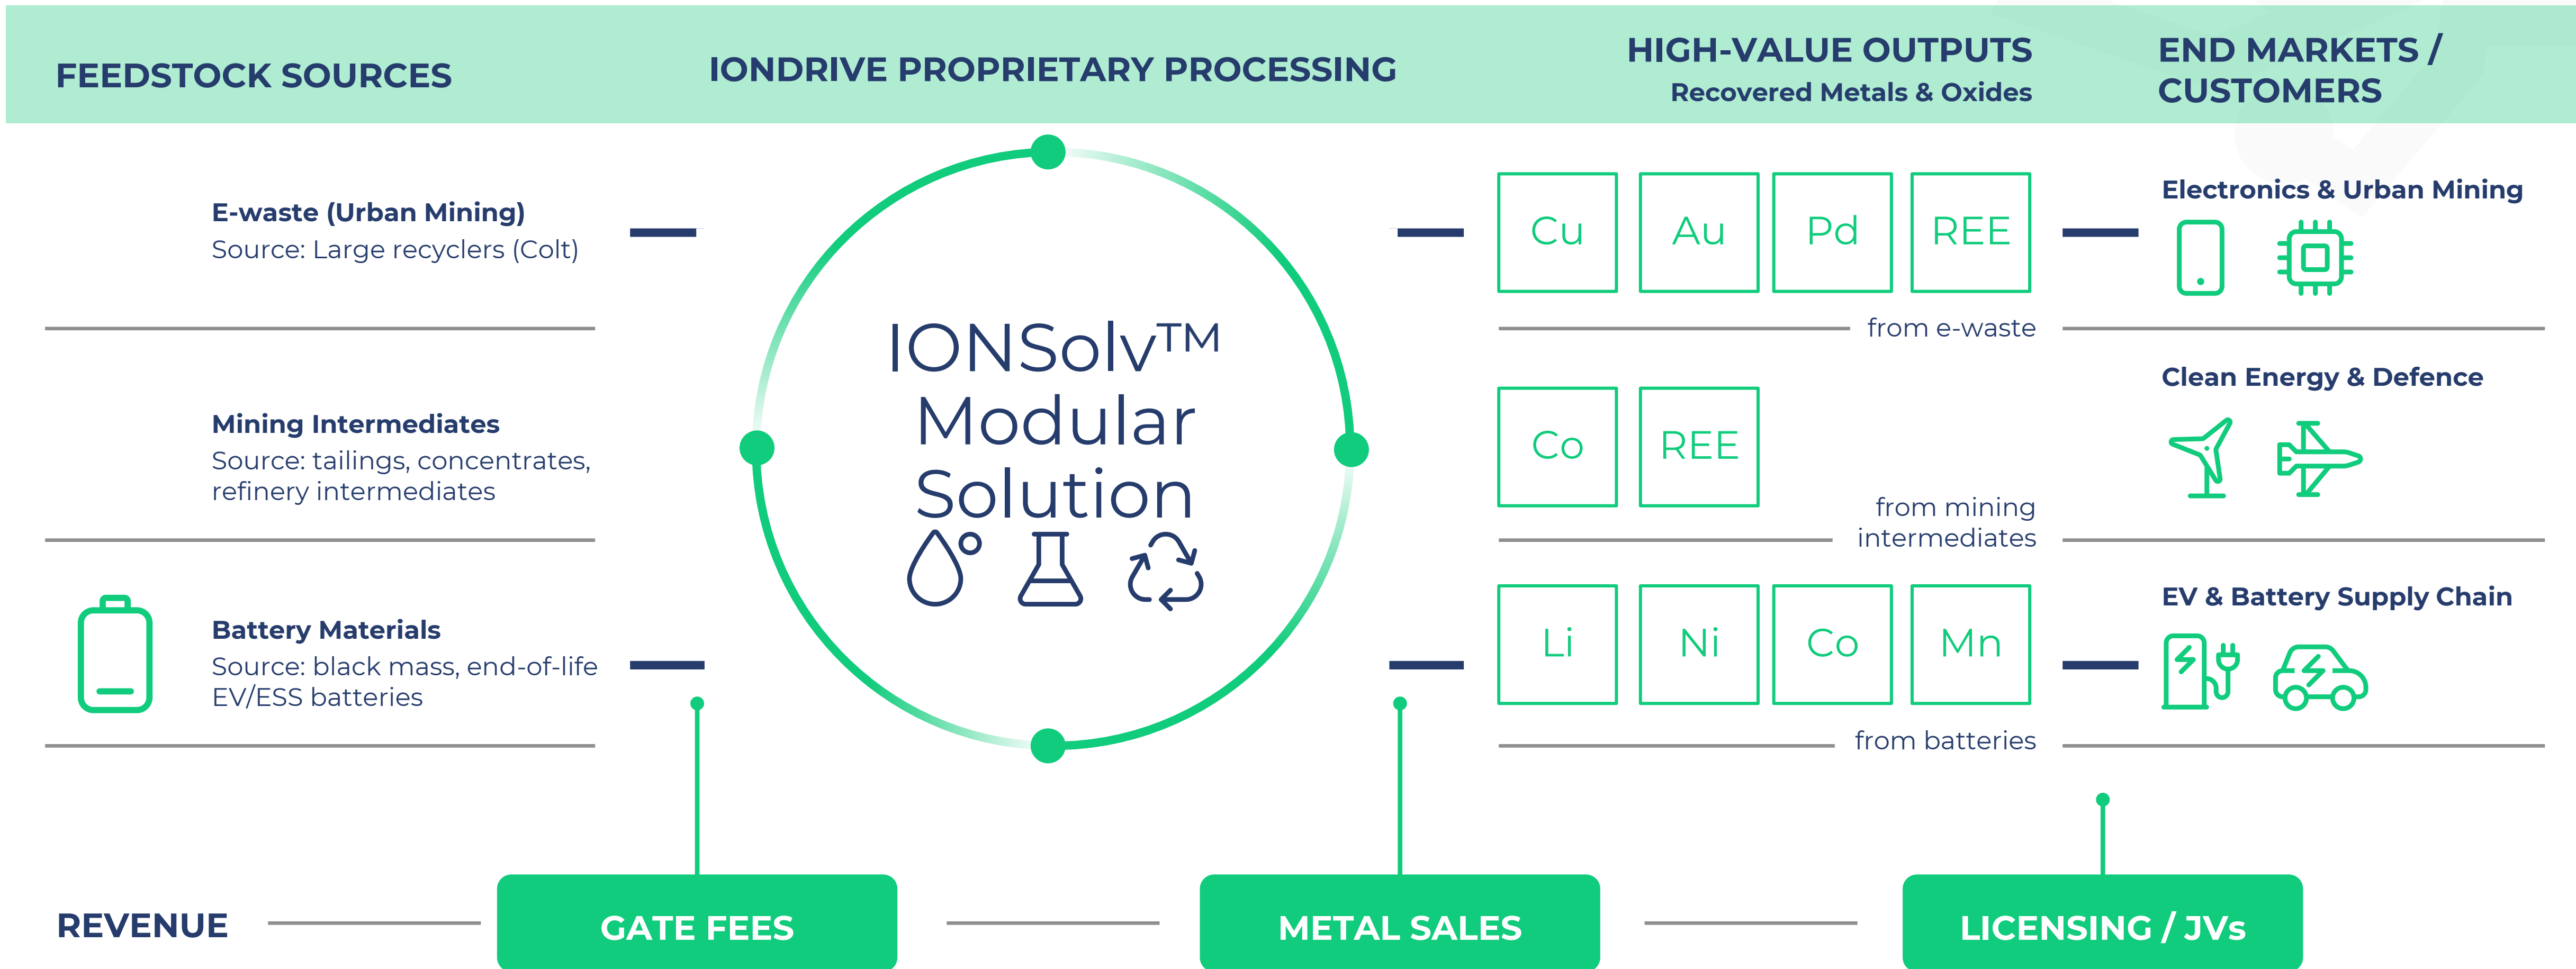 FEEDSTOCK SOURCES
IONDRIVE PROPRIETARY PROCESSING
HIGH-VALUE OUTPUTS
Recovered Metals & Oxides
END MARKETS /
CUSTOMERS
E-waste (Urban Mining)
Source: Large recyclers (Colt)
Mining Intermediates
Source: tailings, concentrates,
refinery intermediates
Battery Materials
Source: black mass, end-of-life
EV/ESS batteries
IONSolv™
Modular
Solution
Cu Au Pd REE
from e-waste
Co REE
from mining
intermediates
Li Ni Co Mn
from batteries
Electronics & Urban Mining
Clean Energy & Defence
EV & Battery Supply Chain
REVENUE
GATE FEES
METAL SALES
LICENSING / JVs